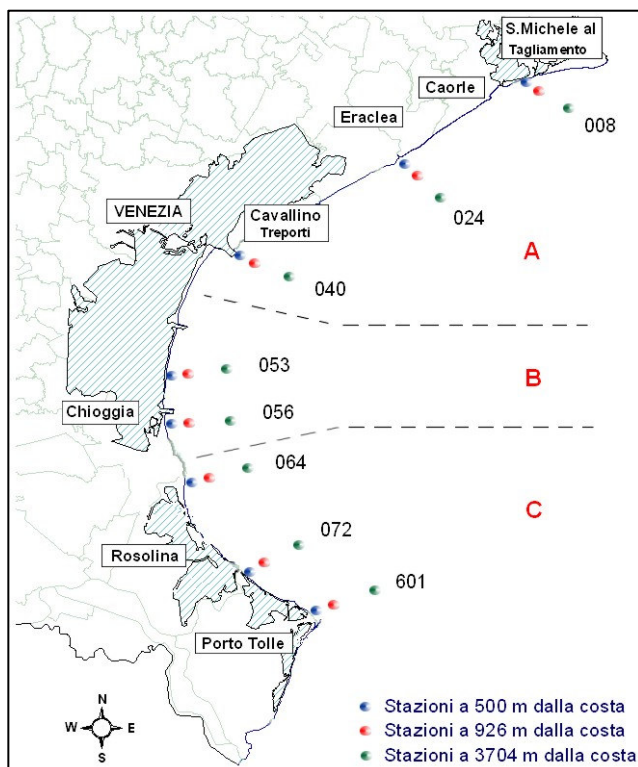 S.Michele al
Tagliamento
Caorle
008
Eraclea
024
VENEZIA
Cavallino
Treporti
A
040
053
B
Chioggia
056
064
C
072
Rosolina
601
Porto Tolle
N
W E
S
Stazioni a 500 m dalla costa
Stazioni a 926 m dalla costa
Stazioni a 3704 m dalla costa